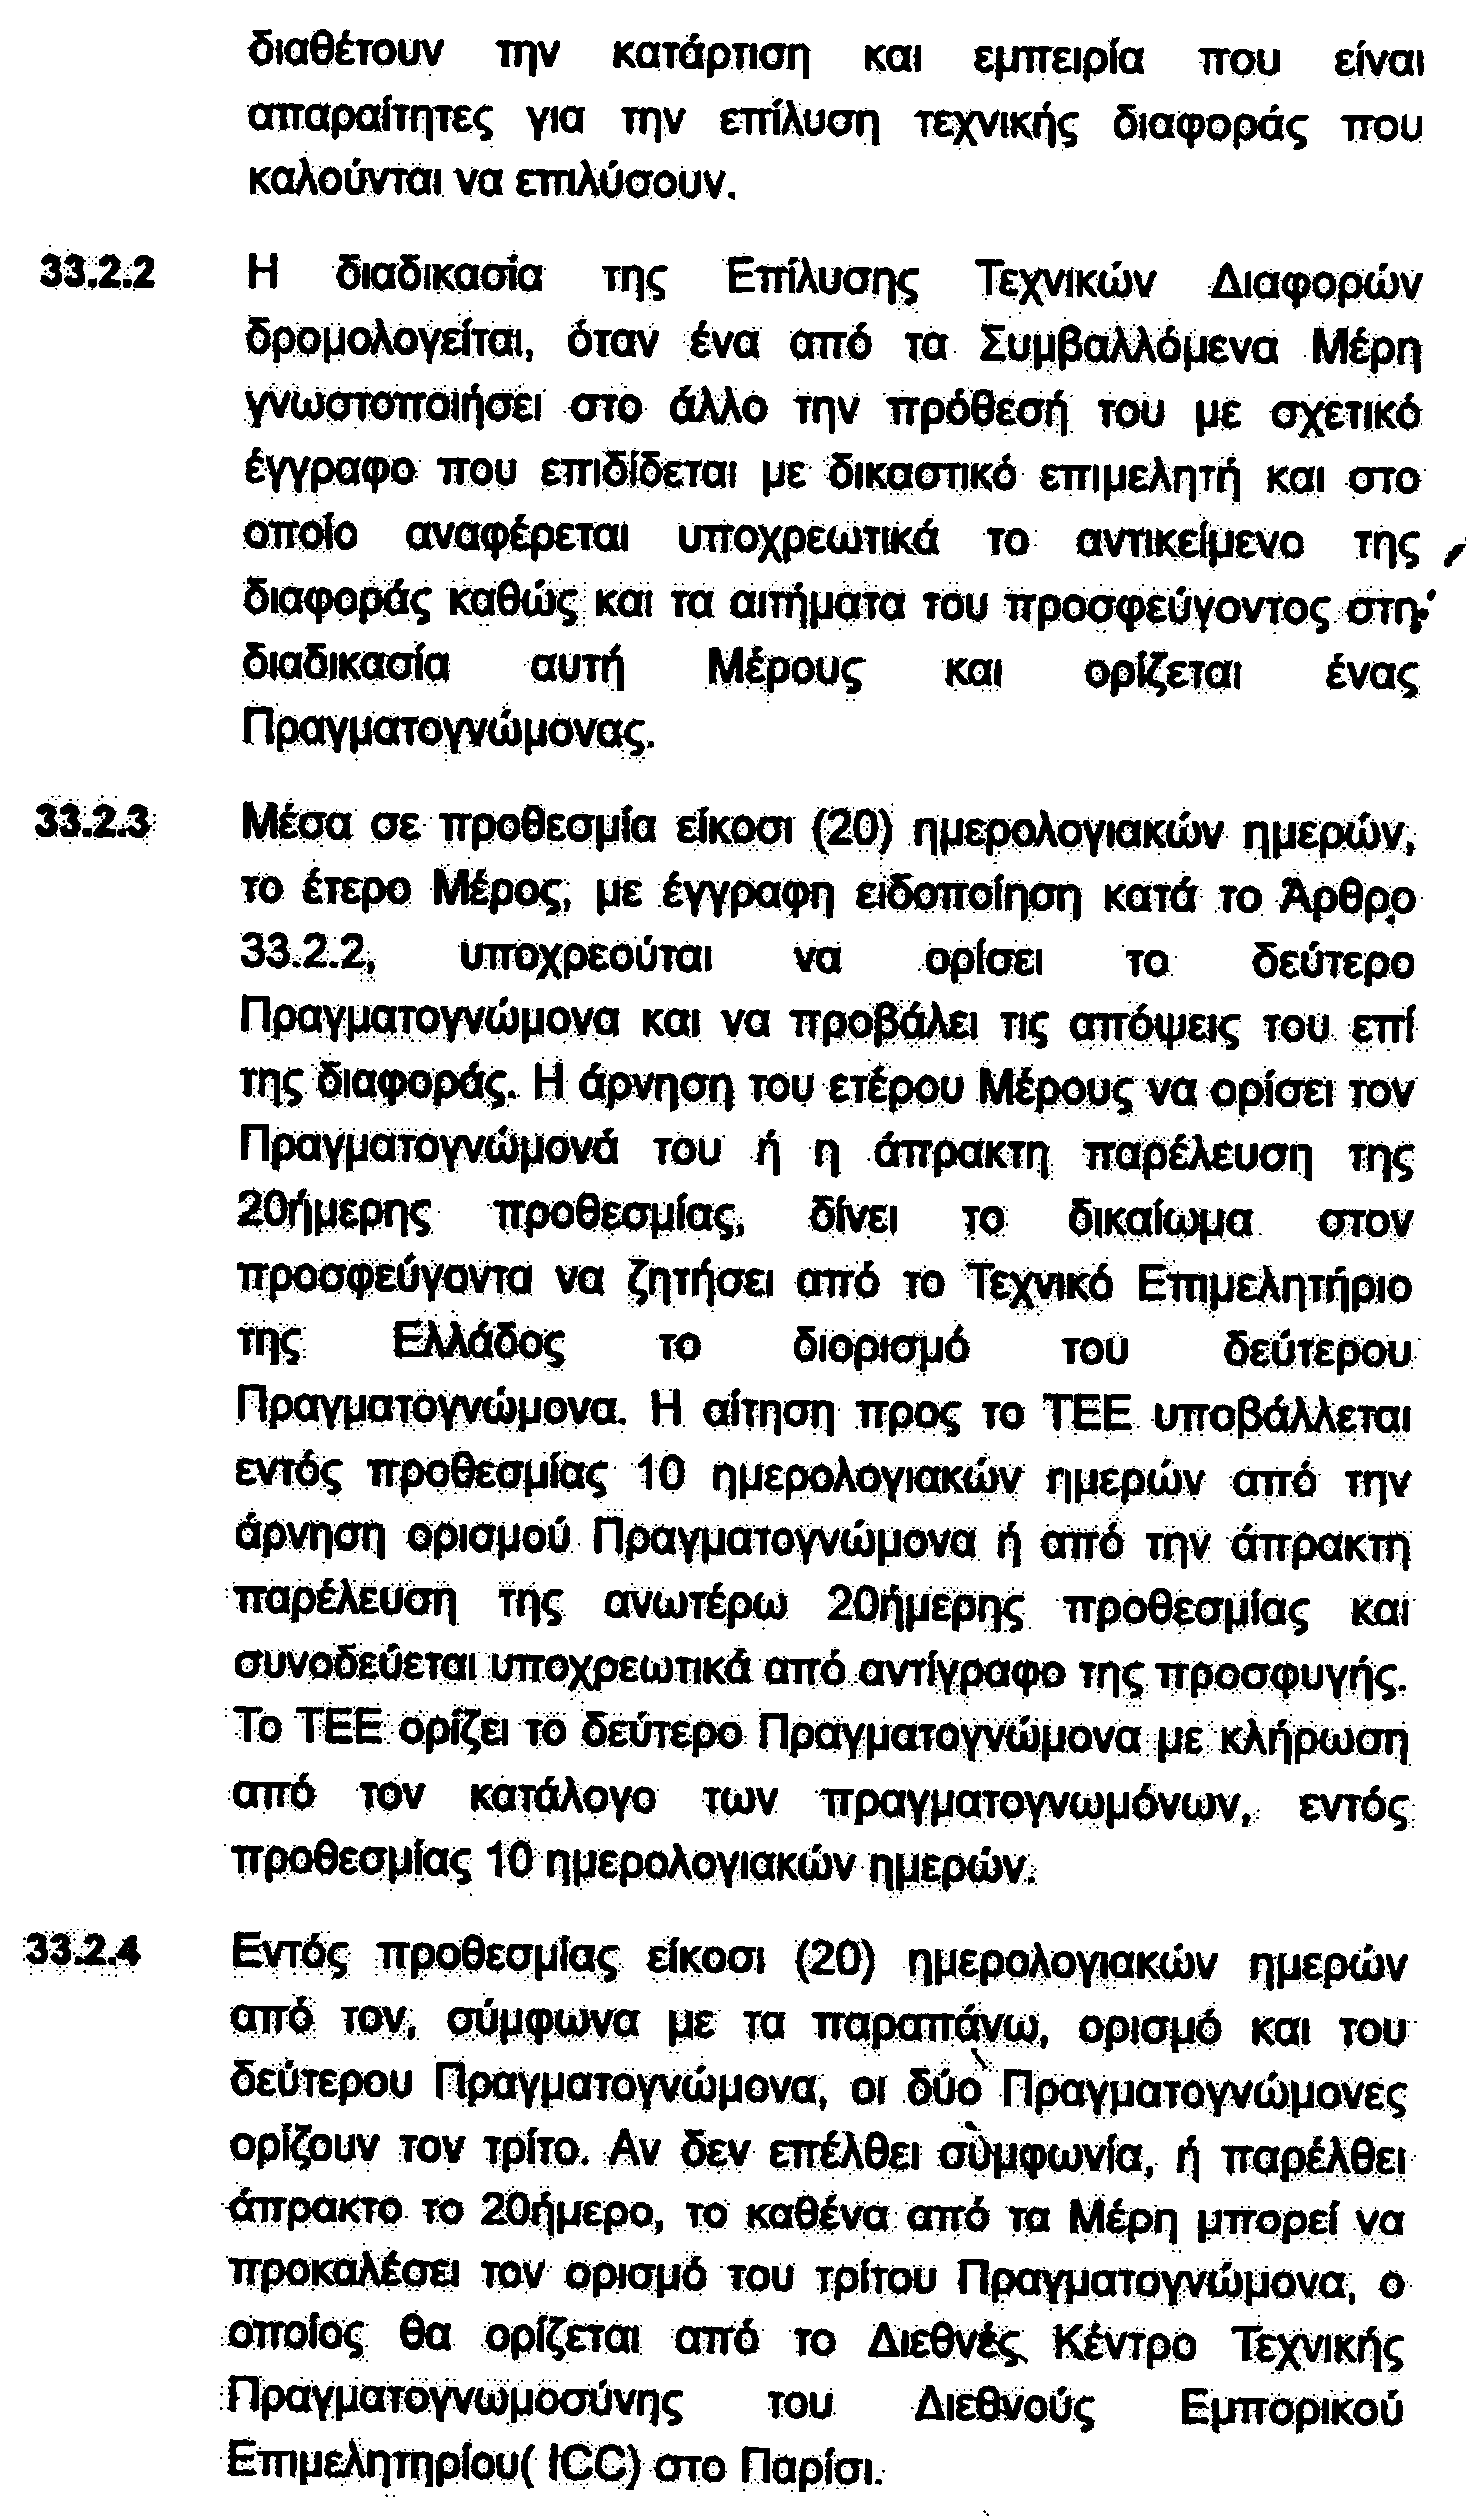 διαθέτουν την κατάρτιση και εμπειρία που είναι
απαραίτητες για την επίλυση τεχνικής διαφοράς που
καλούνται να επιλύσουν.
33.2.2 Η διαδικασία της Επίλυσης Τεχνικών Διαφορών
δρομολογείται, όταν ένα από τα Συμβαλλόμενα Μέρη
γνωστοποιήσει στο άλλο την πρόθεσή του με σχετικό
έγγραφο που επιδίδεται με δικαστικό επιμελητή και στο
οποίο αναφέρεται υποχρεωτικά το αντικείμενο της
διαφοράς καθώς και τα αιτήματα του προσφεύγοντος στη
διαδικασία αυτή Μέρους και ορίζεται ένας
Πραγματογνώμονας.
33.2.3 Μέσα σε προθεσμία είκοσι (20) ημερολογιακών ημερών,
το έτερο Μέρος, με έγγραφη ειδοποίηση κατά το Άρθρο
33.2.2, υποχρεούται να ορίσει το δεύτερο
Πραγματογνώμονα και να προβάλει τις απόψεις του επί
της διαφοράς. Η άρνηση του ετέρου Μέρους να ορίσει τον
Πραγματογνώμονά του ή η άπρακτη παρέλευση της
20ήμερης προθεσμίας, δίνει το δικαίωμα στον
προσφεύγοντα να ζητήσει από το Τεχνικό Επιμελητήριο
της Ελλάδος το διορισμό του δεύτερου
Πραγματογνώμονα. Η αίτηση προς το ΤΕΕ υποβάλλεται
εντός προθεσμίας 10 ημερολογιακών ημερών από την
άρνηση ορισμού Πραγματογνώμονα ή από την άπρακτη
παρέλευση της ανωτέρω 20ήμερης προθεσμίας και
συνοδεύεται υποχρεωτικά από αντίγραφο της προσφυγής.
Το ΤΕΕ ορίζει το δεύτερο Πραγματογνώμονα με κλήρωση
από τον κατάλογο των πραγματογνωμόνων, εντός
προθεσμίας 10 ημερολογιακών ημερών.
33.2.4 Εντός προθεσμίας είκοσι (20) ημερολογιακών ημερών
από τον, σύμφωνα με τα παραπάνω, ορισμό και του
δεύτερου Πραγματογνώμονα, οι δύο Πραγματογνώμονες
ορίζουν τον τρίτο. Αν δεν επέλθει συμφωνία, ή παρέλθει
άπρακτο το 20ήμερο, το καθένα από τα Μέρη μπορεί να
προκαλέσει τον ορισμό του τρίτου Πραγματογνώμονα, ο
οποίος θα ορίζεται από το Διεθνές Κέντρο Τεχνικής
Πραγματογνωμοσύνης του Διεθνούς Εμπορικού
Επιμελητηρίου( ICC) στο Παρίσι.